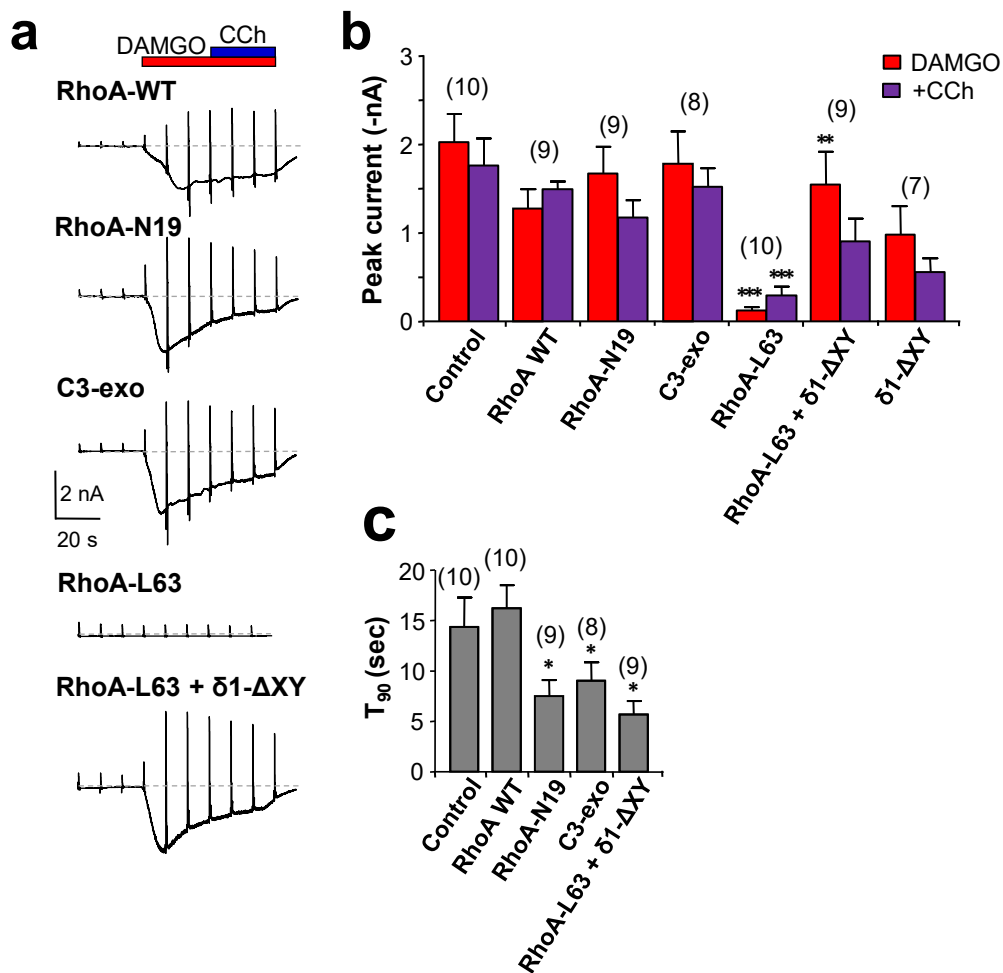 a
DAMGO
CCh
RhoA-WT
RhoA-N19
C3-exo
2 nA
20 s
RhoA-L63
RhoA-L63 + δ1-ΔXY
b
DAMGO
+CCh
Peak current (-nA)
3
2
1
0
(10)
(9)
(9)
(8)
(10)
(9)
(7)
***
***
**
Control
RhoA WT
RhoA-N19
C3-exo
RhoA-L63
RhoA-L63 + δ1-ΔXY
δ1-ΔXY
c
T90 (sec)
20
15
10
5
0
(10)
(10)
(9)
(8)
(9)
*
*
*
Control
RhoA WT
RhoA-N19
C3-exo
RhoA-L63 + δ1-ΔXY